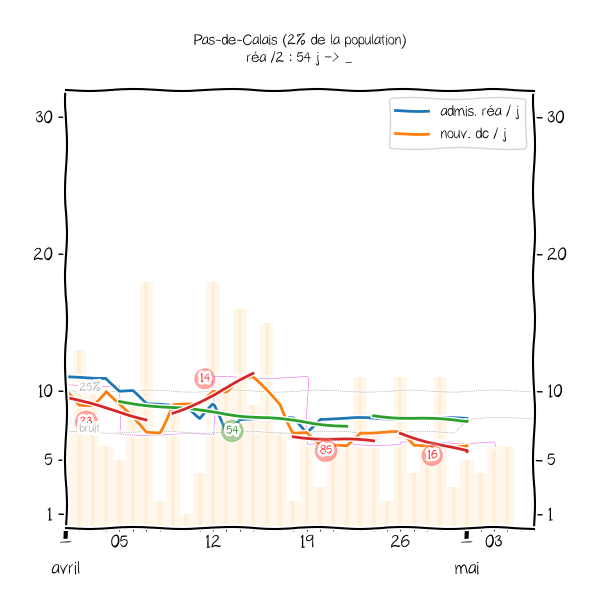 Pas-de-Calais (2% de la population)
réa /2 : 54 j -> _
admis. réa / j
nouv. dc / j
30 30
20 20
10 10
5 5
1 1
25%
bruit
23
14
54
85
16
_ 05 12 19 26 _ 03
avril mai